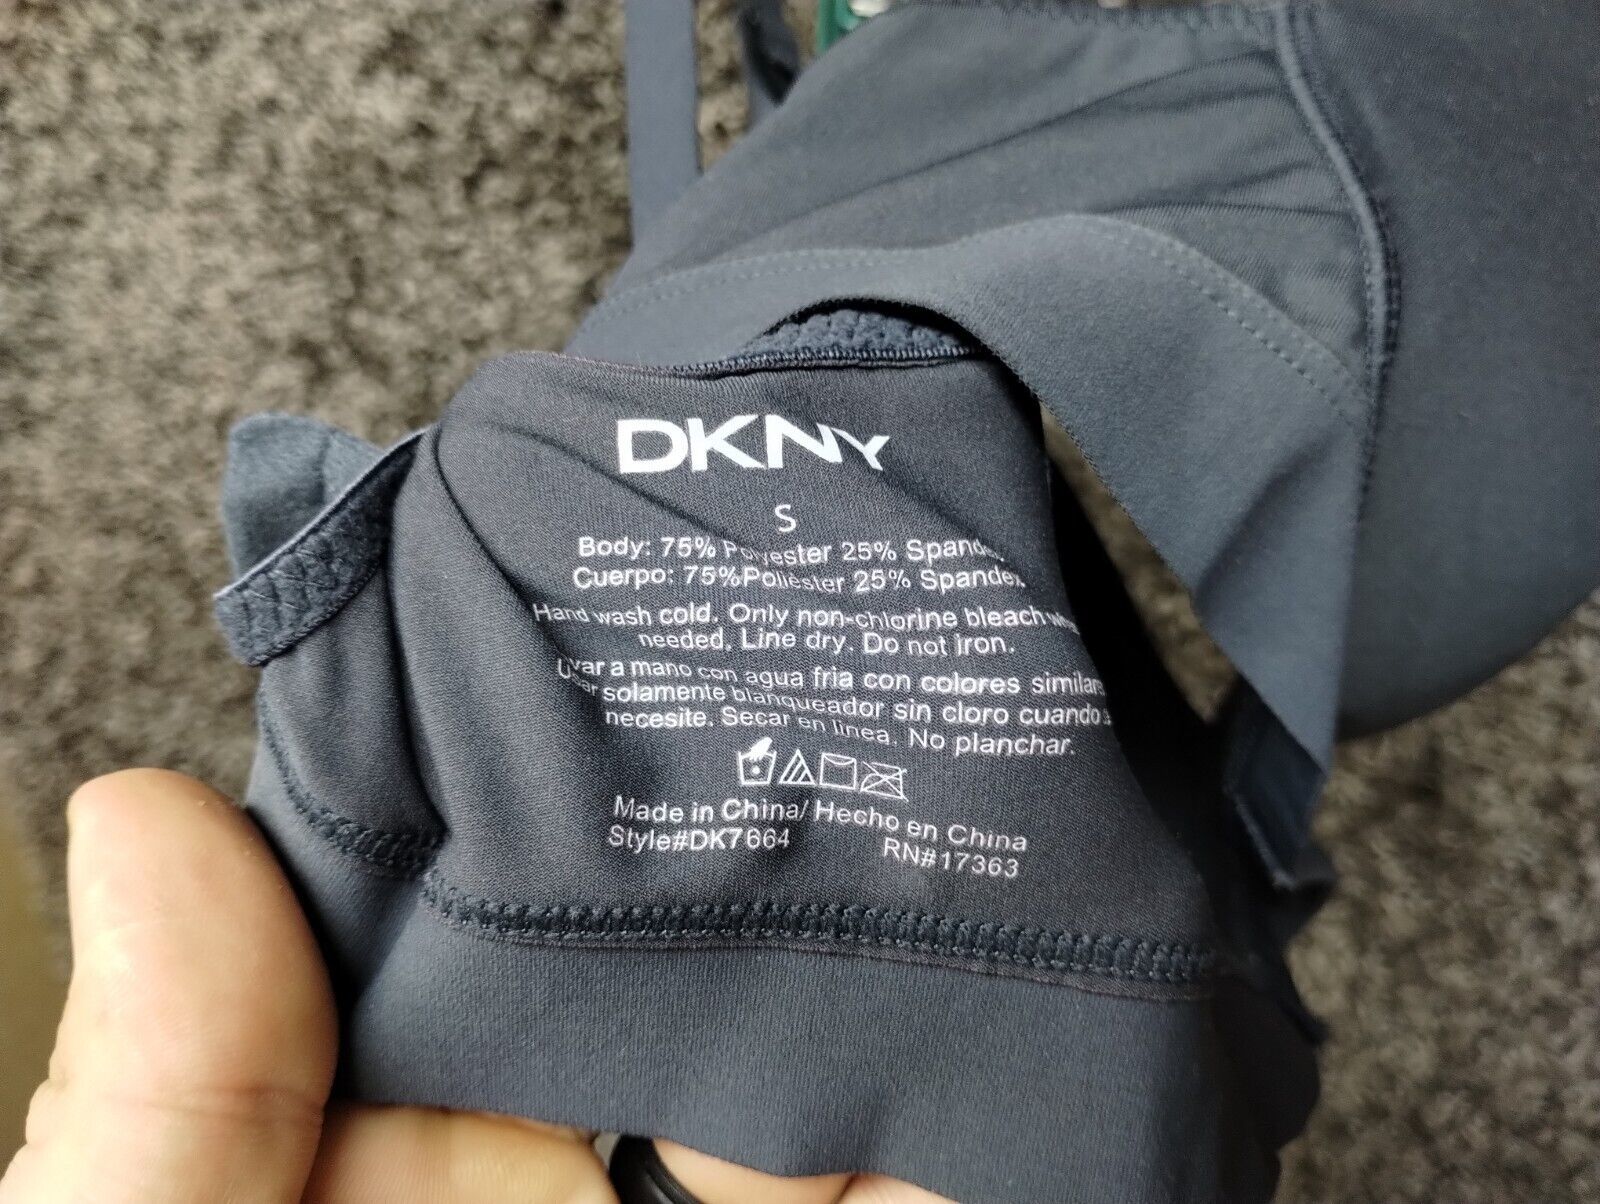 DKNY
S
Body: 75% Polyester 25% Spandex
Cuerpo: 75%Poliéster 25% Spandex
Hand wash cold. Only non-chlorine bleach
needed. Line dry. Do not iron.
a mano con agua fria con colores similares
solamente blanqueador sin cloro cuando
necesite. Secar en linea. No planchar.
Made in China/ Hecho en China
Style#DK7664 RN#17363